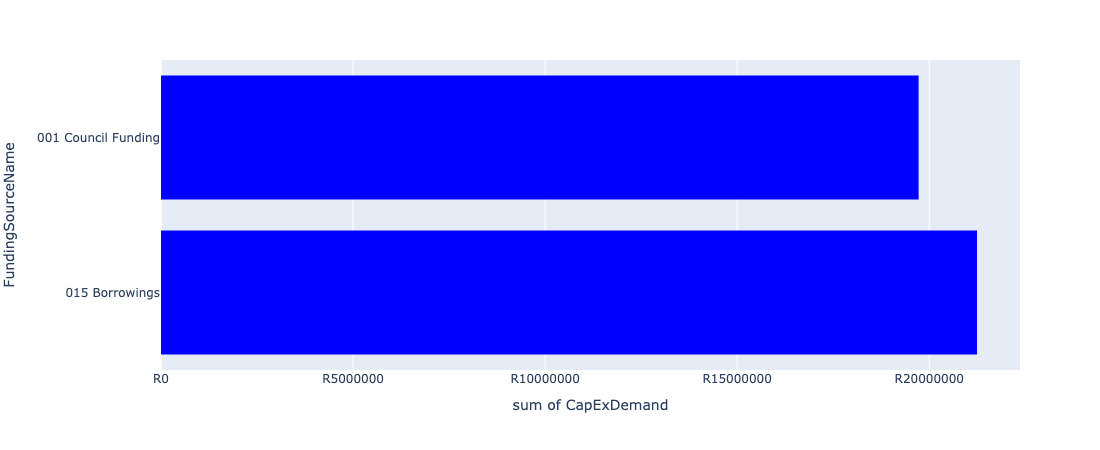 FundingSourceName
001 Council Funding
015 Borrowings
R0 R5000000 R10000000 R15000000 R20000000
sum of CapExDemand